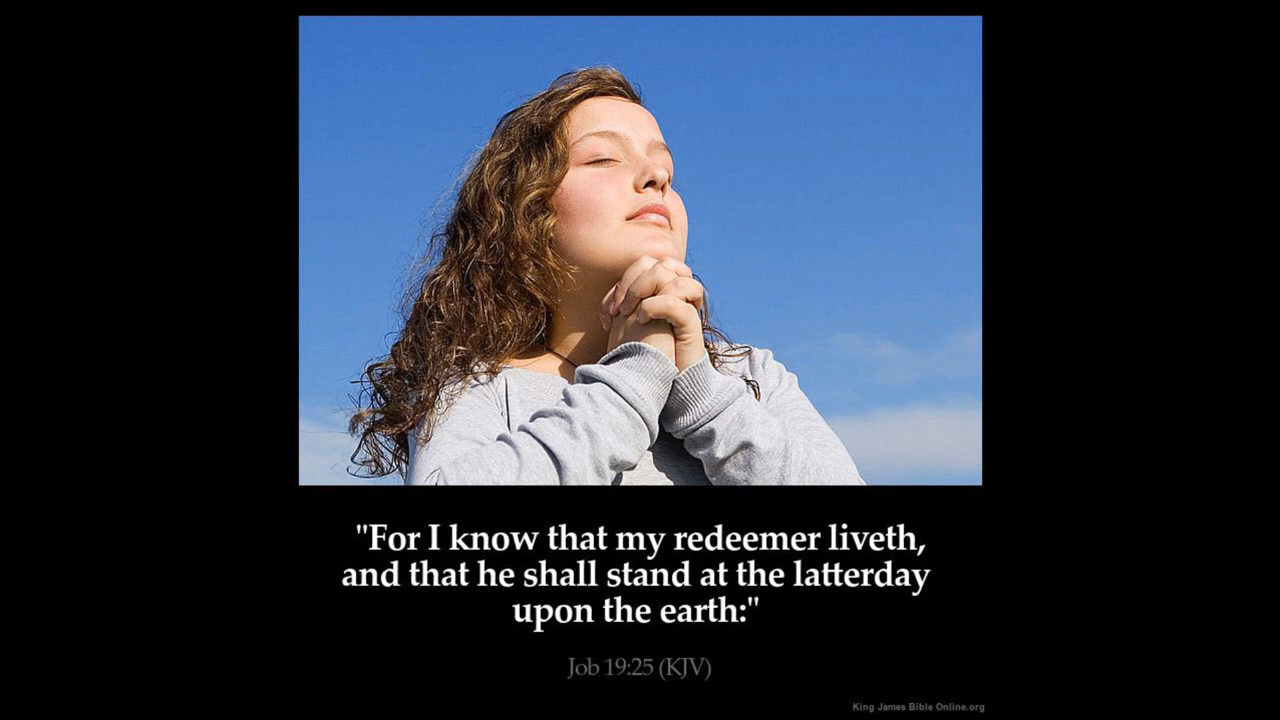 "For I know that my redeemer liveth,
and that he shall stand at the latterday
upon the earth:"
Job 19:25 (KJV)
King James Bible Online.org